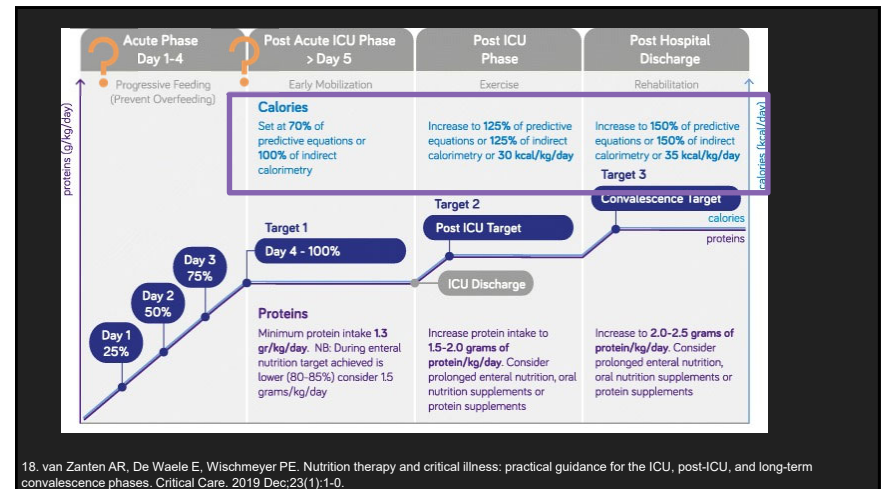 Acute Phase
Day 1-4
Post Acute ICU Phase
> Day 5
Post ICU
Phase
Post Hospital
Discharge
?
?
Progressive Feeding
(Prevent Overfeeding)
Early Mobilization
Exercise
Rehabilitation
proteins (g/kg/day)
calories (kcal/day)
Calories
Set at 70% of
predictive equations or
100% of indirect
calorimetry
Increase to 125% of predictive
equations or 125% of indirect
calorimetry or 30 kcal/kg/day
Increase to 150% of predictive
equations or 150% of indirect
calorimetry or 35 kcal/kg/day
Target 3
Convalescence Target
Target 2
Post ICU Target
Target 1
Day 4 - 100%
calories
proteins
Day 3
75%
Day 2
50%
Day 1
25%
ICU Discharge
Proteins
Minimum protein intake 1.3
gr/kg/day. NB: During enteral
nutrition target achieved is
lower (80-85%) consider 1.5
grams/kg/day
Increase protein intake to
1.5-2.0 grams of
protein/kg/day. Consider
prolonged enteral nutrition, oral
nutrition supplements or
protein supplements
Increase to 2.0-2.5 grams of
protein/kg/day. Consider
prolonged enteral nutrition,
oral nutrition supplements or
protein supplements
18. van Zanten AR, De Waele E, Wischmeyer PE. Nutrition therapy and critical illness: practical guidance for the ICU, post-ICU, and long-term
convalescence phases. Critical Care. 2019 Dec;23(1):1-0.